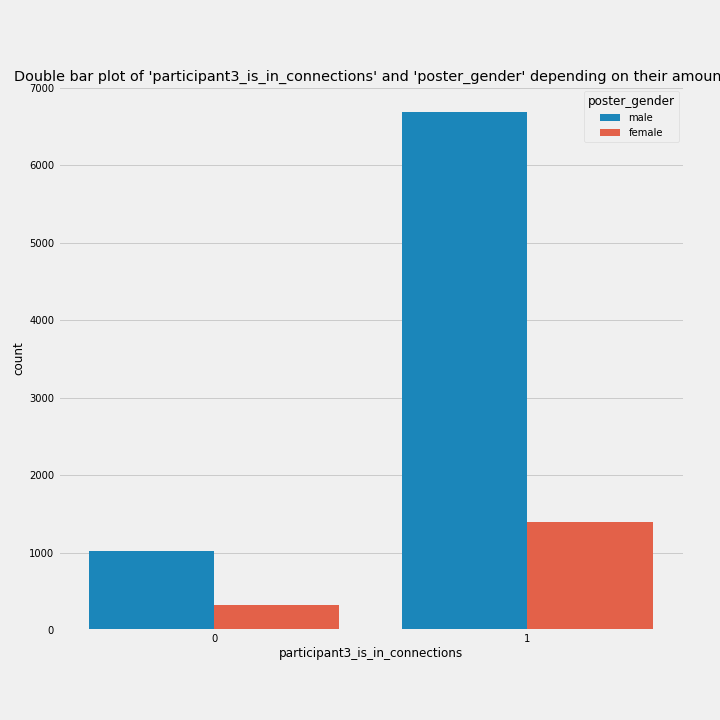 Double bar plot of 'participant3_is_in_connections' and 'poster_gender' depending on their amoun
7000
6000
5000
4000
3000
2000
1000
0
count
poster_gender
male
female
0
1
participant3_is_in_connections